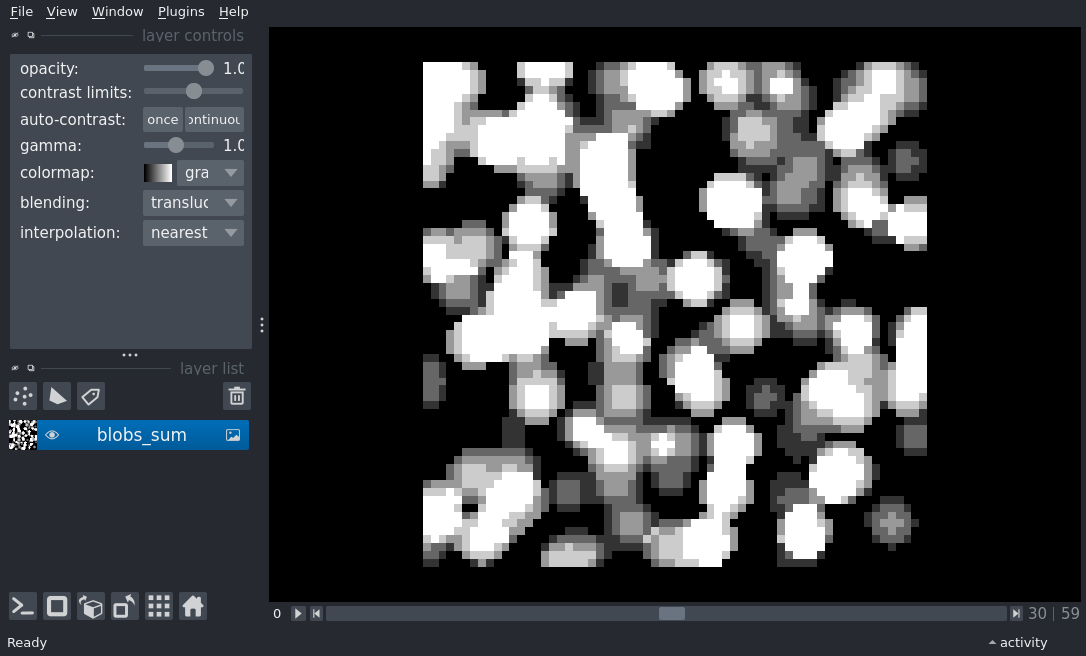 File View Window Plugins Help
layer controls
opacity: 1.0
contrast limits:
auto-contrast: once ontinuou
gamma: 1.0
colormap: gra
blending: transluc
interpolation: nearest
layer list
blobs_sum
0 30 | 59
Ready activity